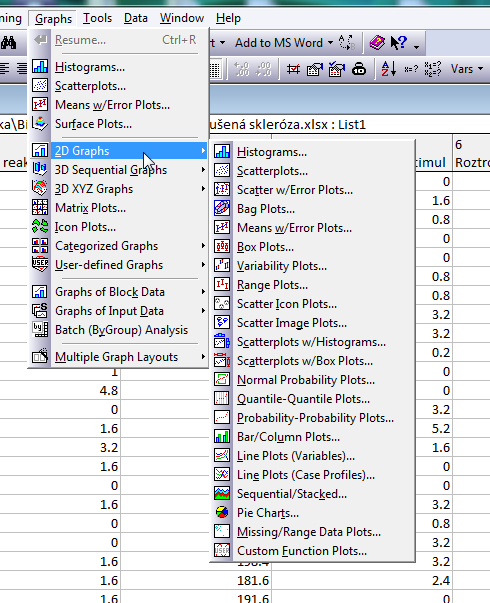 ning Graphs Tools Data Window Help
Add to MS Word
Vars
Resume... Ctrl+R
Histograms...
Scatterplots...
Means w/Error Plots...
Surface Plots...
2D Graphs
3D Sequential Graphs
3D XYZ Graphs
Matrix Plots...
Icon Plots...
Categorized Graphs
User-defined Graphs
Graphs of Block Data
Graphs of Input Data
Batch (ByGroup) Analysis
Multiple Graph Layouts
ka\Bi
ušená skleróza.xlsx : List1
reak
timul
6
Roztro
Histograms...
Scatterplots...
Scatter w/Error Plots...
Bag Plots...
Means w/Error Plots...
Box Plots...
Variability Plots...
Range Plots...
Scatter Icon Plots...
Scatter Image Plots...
Scatterplots w/Histograms...
Scatterplots w/Box Plots...
Normal Probability Plots...
Quantile-Quantile Plots...
Probability-Probability Plots...
Bar/Column Plots...
Line Plots (Variables)...
Line Plots (Case Profiles)...
Sequential/Stacked...
Pie Charts...
Missing/Range Data Plots...
Custom Function Plots...
0
1.6
0.8
0
0
0.8
0.8
3.2
3.2
0.2
0
0
3.2
5.2
1.6
0
0
3.2
0.8
3.2
3.2
2.4
0
1
4.8
0
1.6
3.2
1.6
1.6
0
0
1.6
1.6
1.6
181.6
191.6